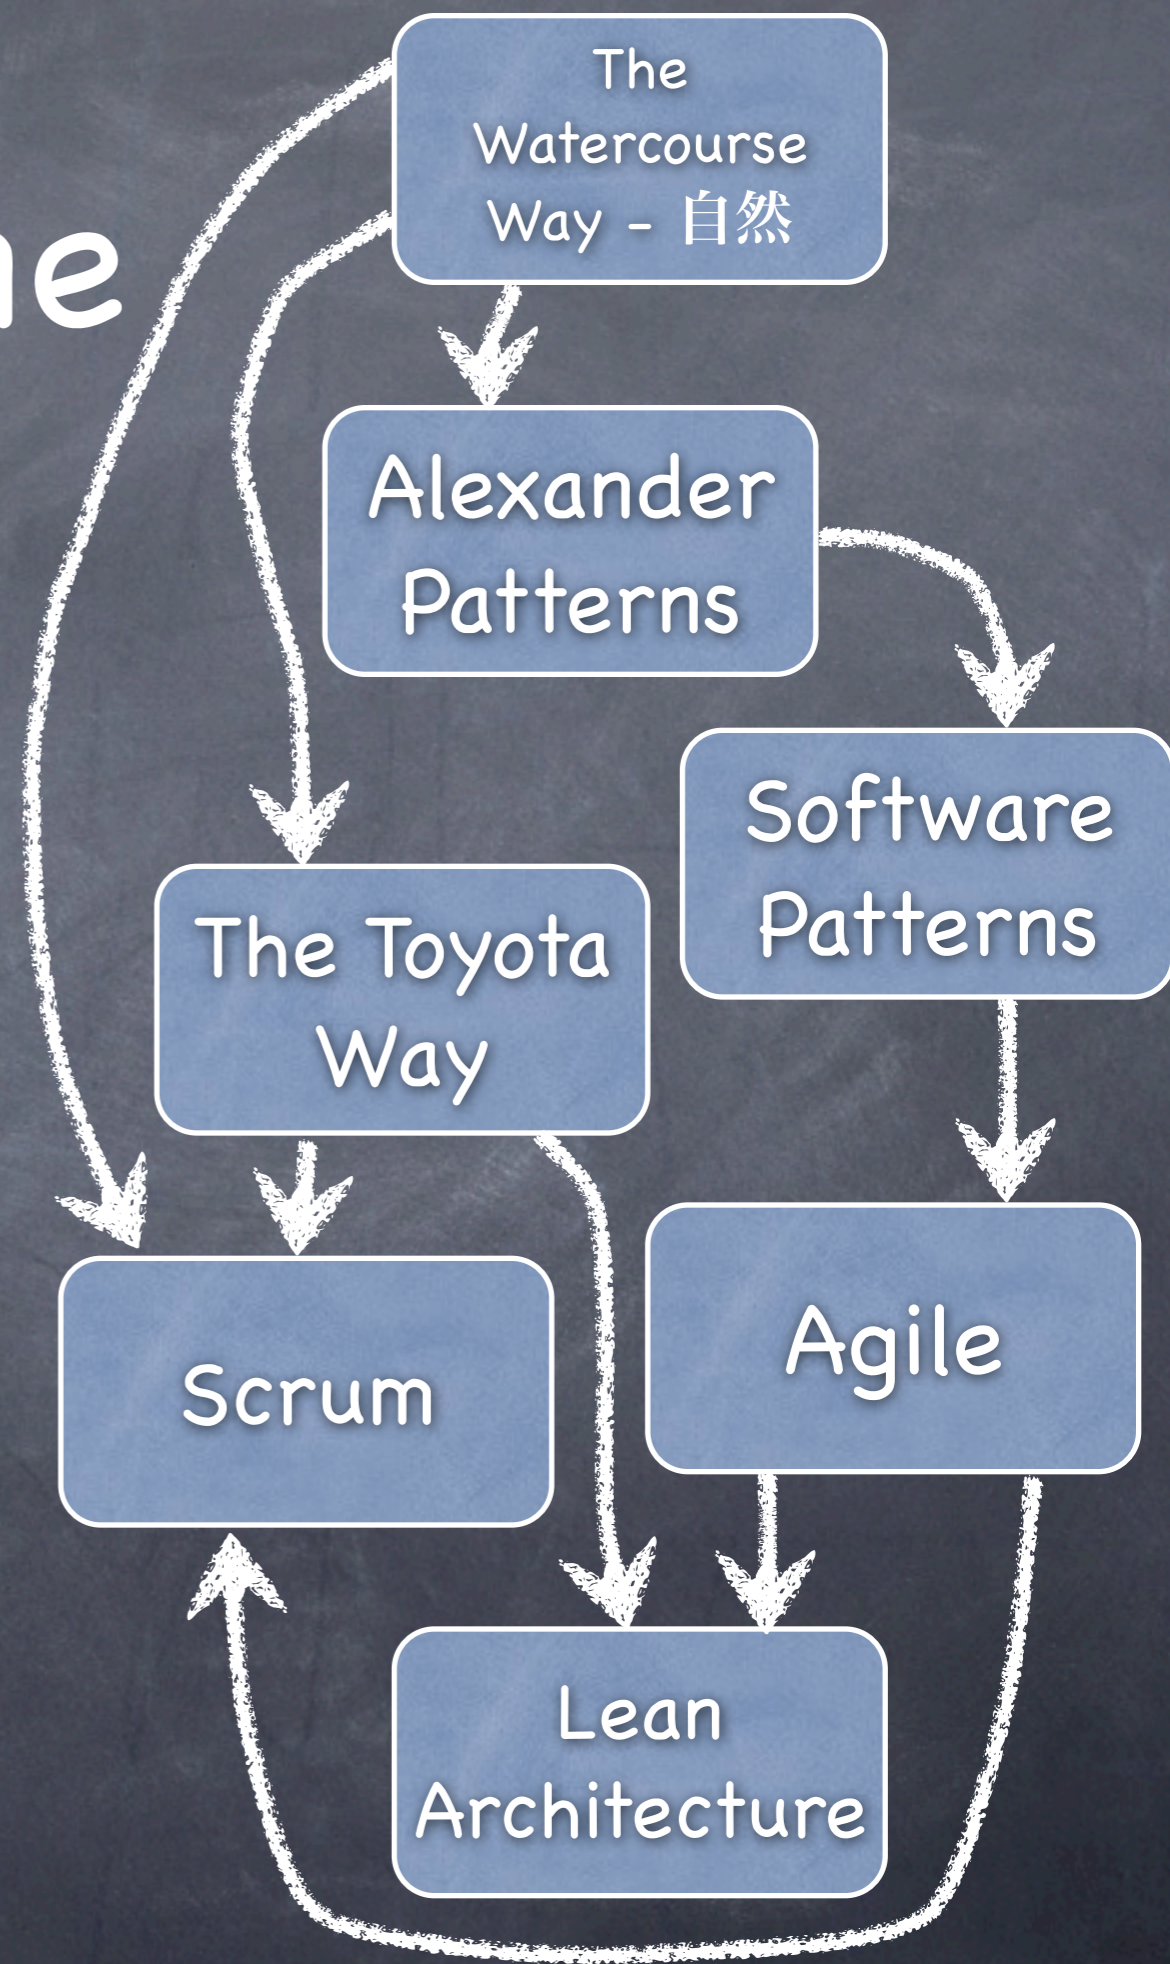 The
Watercourse
Way - 自然
Alexander
Patterns
Software
Patterns
The Toyota
Way
Agile
Scrum
Lean
Architecture